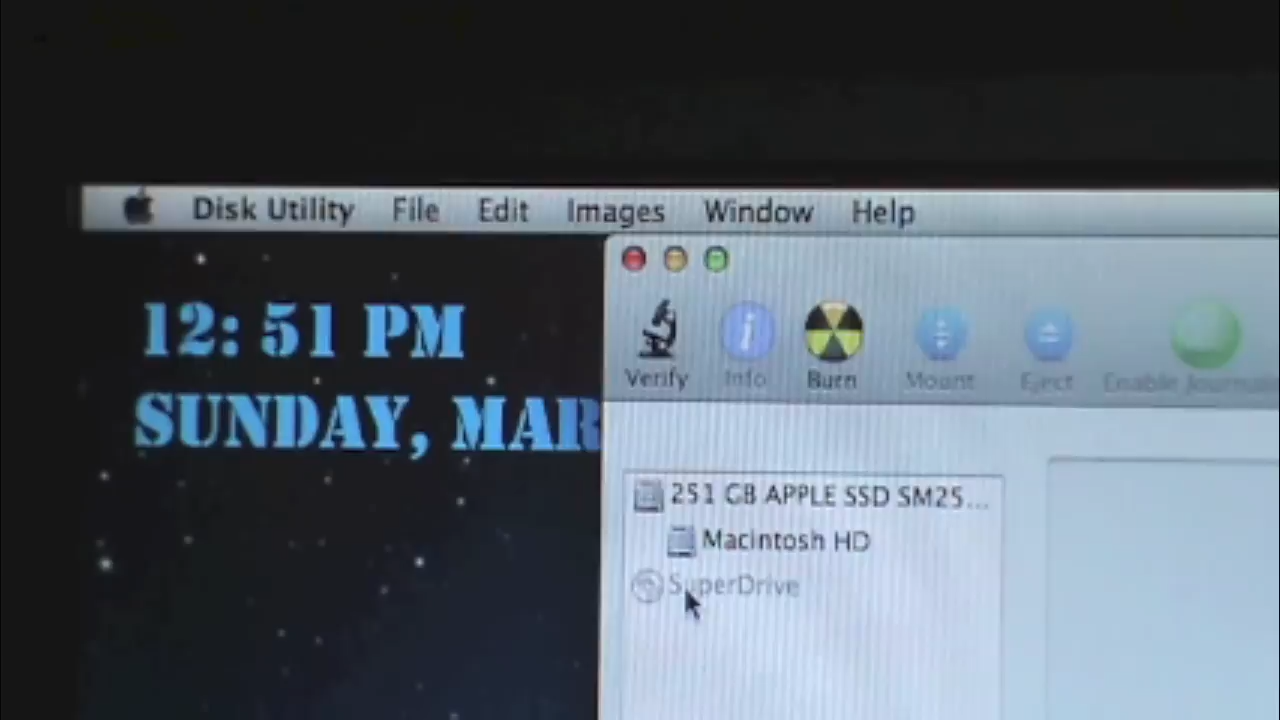 Disk Utility File Edit Images Window Help
12: 51 PM
SUNDAY, MAR
Verify Info Burn Mount Eject Enable Journa
251 GB APPLE SSD SM25...
Macintosh HD
SuperDrive